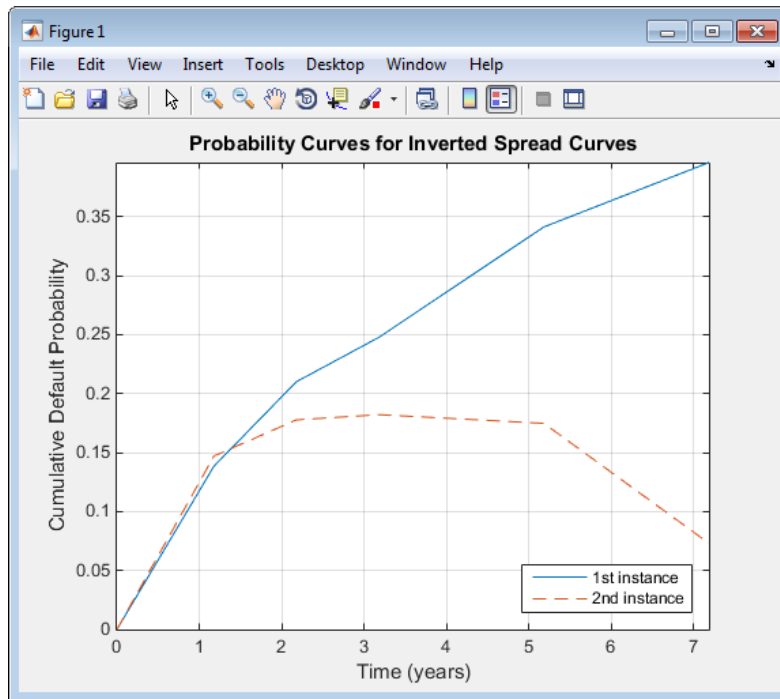 Figure 1
File Edit View Insert Tools Desktop Window Help
Probability Curves for Inverted Spread Curves
0.35
0.3
0.25
0.2
0.15
0.1
0.05
0
Cumulative Default Probability
0 1 2 3 4 5 6 7
Time (years)
1st instance
2nd instance